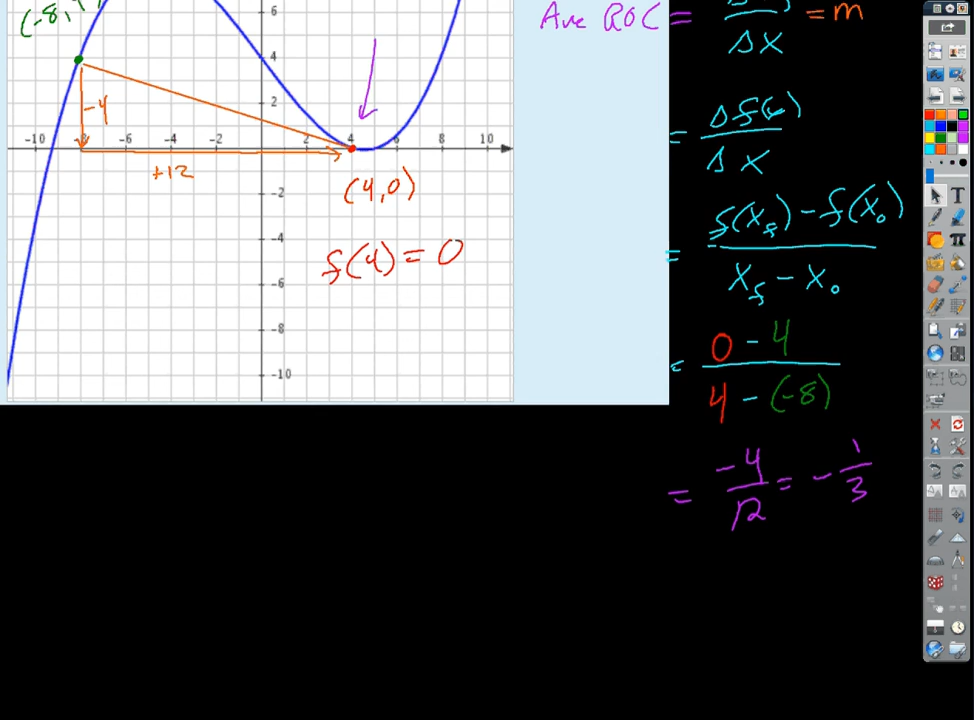 (-8,
6
4
2
-10
-8
-6
-4
-2
2
4
6
8
10
-2
-4
-6
-8
-10
-4
+12
(4,0)
f(4) = 0
Ave ROC = = m
ΔX
= Δf(x)
ΔX
= f(X_f) - f(X_0)
X_f - X_0
= 0 - 4
4 - (-8)
= -4/12 = -1/3
T